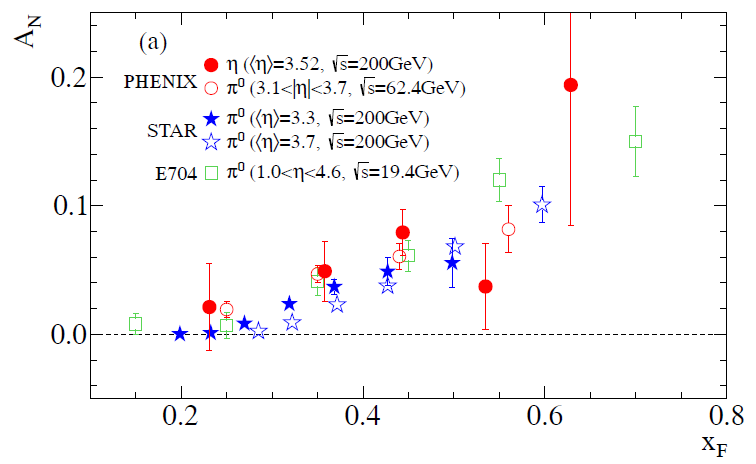 A_N
(a)
η (⟨η⟩=3.52, √s=200GeV)
PHENIX
π⁰ (3.1<|η|<3.7, √s=62.4GeV)
π⁰ (⟨η⟩=3.3, √s=200GeV)
STAR
π⁰ (⟨η⟩=3.7, √s=200GeV)
E704 π⁰ (1.0<η<4.6, √s=19.4GeV)
0.2
0.1
0.0
0.2 0.4 0.6 0.8
x_F